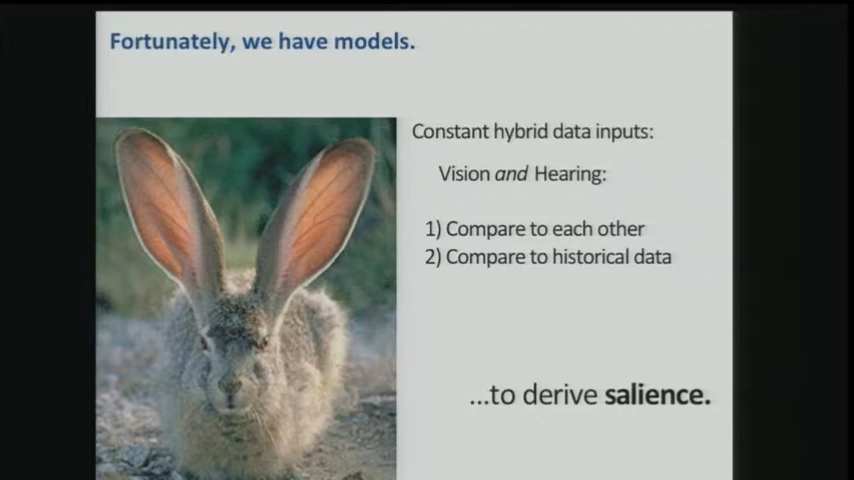 Fortunately, we have models.
Constant hybrid data inputs:
Vision and Hearing:
1) Compare to each other
2) Compare to historical data
...to derive salience.